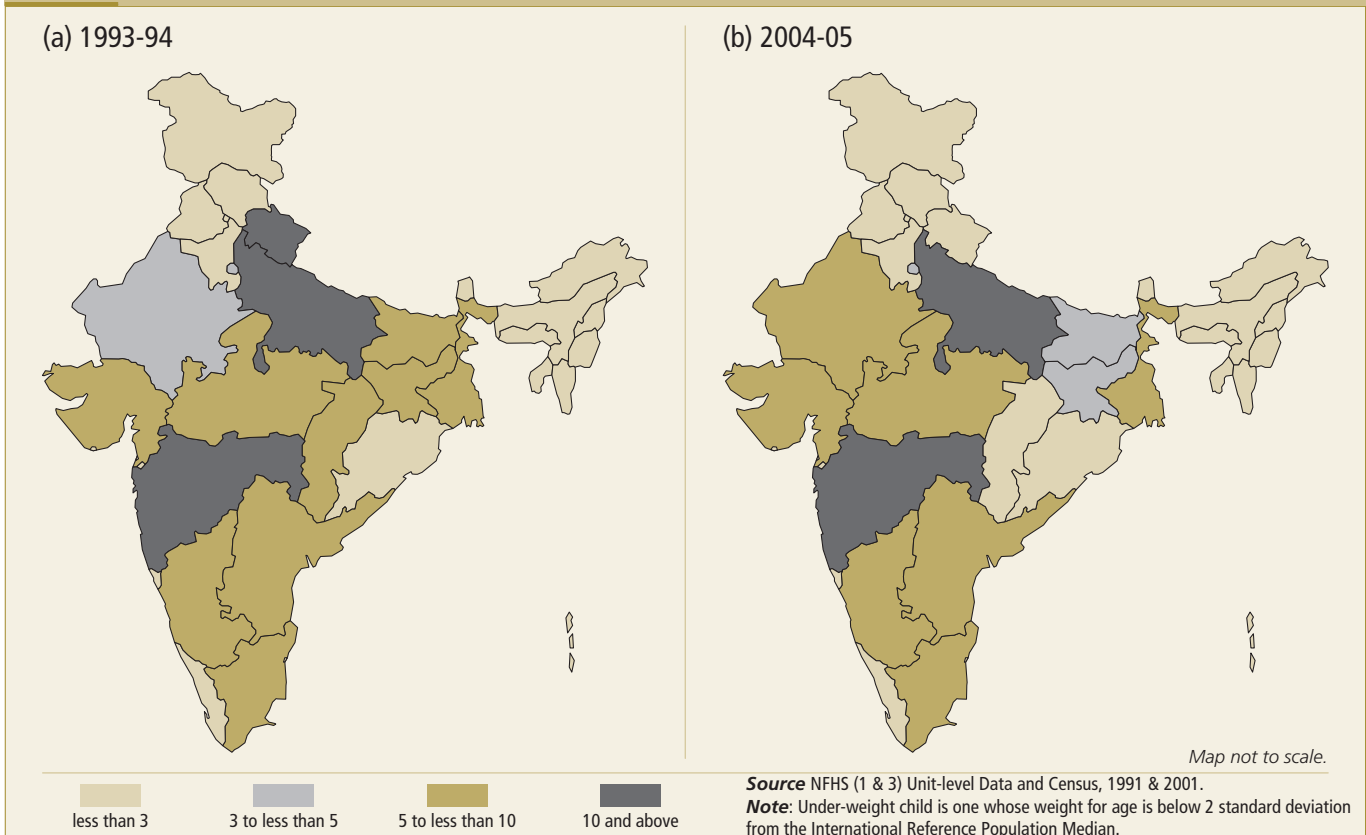 (a) 1993-94
(b) 2004-05
Map not to scale.
less than 3
3 to less than 5
5 to less than 10
10 and above
Source NFHS (1 & 3) Unit-level Data and Census, 1991 & 2001.
Note: Under-weight child is one whose weight for age is below 2 standard deviation
from the International Reference Population Median.